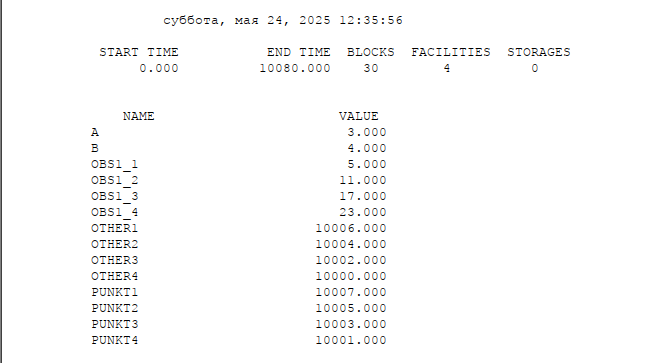 суббота, мая 24, 2025 12:35:56
START TIME END TIME BLOCKS FACILITIES STORAGES
0.000 10080.000 30 4 0
NAME VALUE
A 3.000
B 4.000
OBS1_1 5.000
OBS1_2 11.000
OBS1_3 17.000
OBS1_4 23.000
OTHER1 10006.000
OTHER2 10004.000
OTHER3 10002.000
OTHER4 10000.000
PUNKT1 10007.000
PUNKT2 10005.000
PUNKT3 10003.000
PUNKT4 10001.000